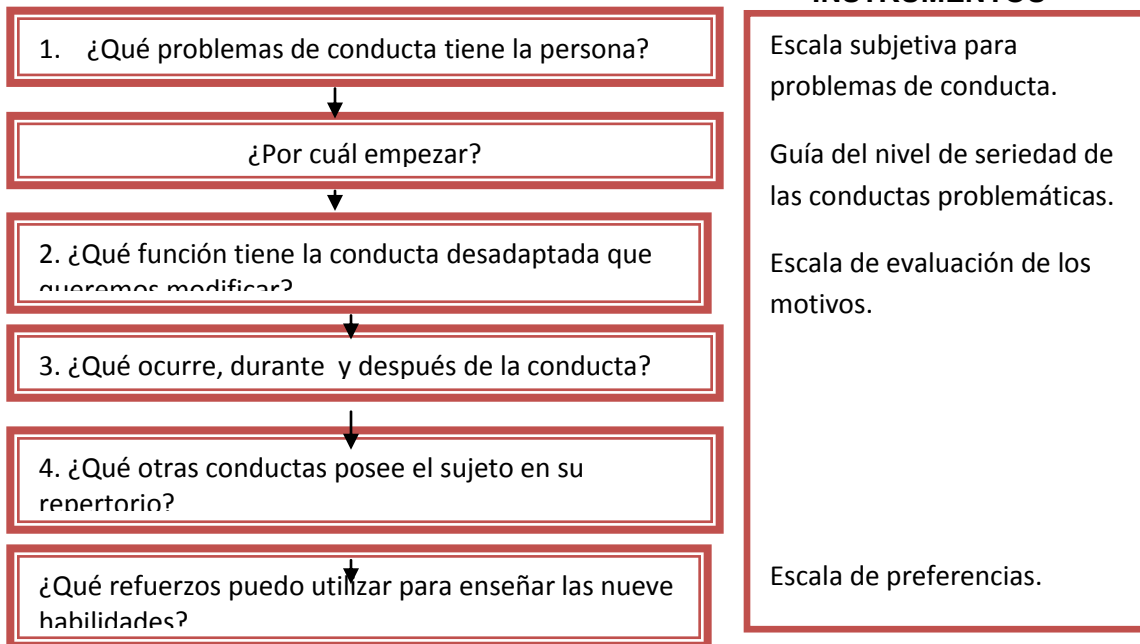 INSTRUMENTOS
1. ¿Qué problemas de conducta tiene la persona?
¿Por cuál empezar?
2. ¿Qué función tiene la conducta desadaptada que
queremos modificar?
3. ¿Qué ocurre, durante y después de la conducta?
4. ¿Qué otras conductas posee el sujeto en su
repertorio?
¿Qué refuerzos puedo utilizar para enseñar las nueve
habilidades?
Escala subjetiva para
problemas de conducta.
Guía del nivel de seriedad de
las conductas problemáticas.
Escala de evaluación de los
motivos.
Escala de preferencias.